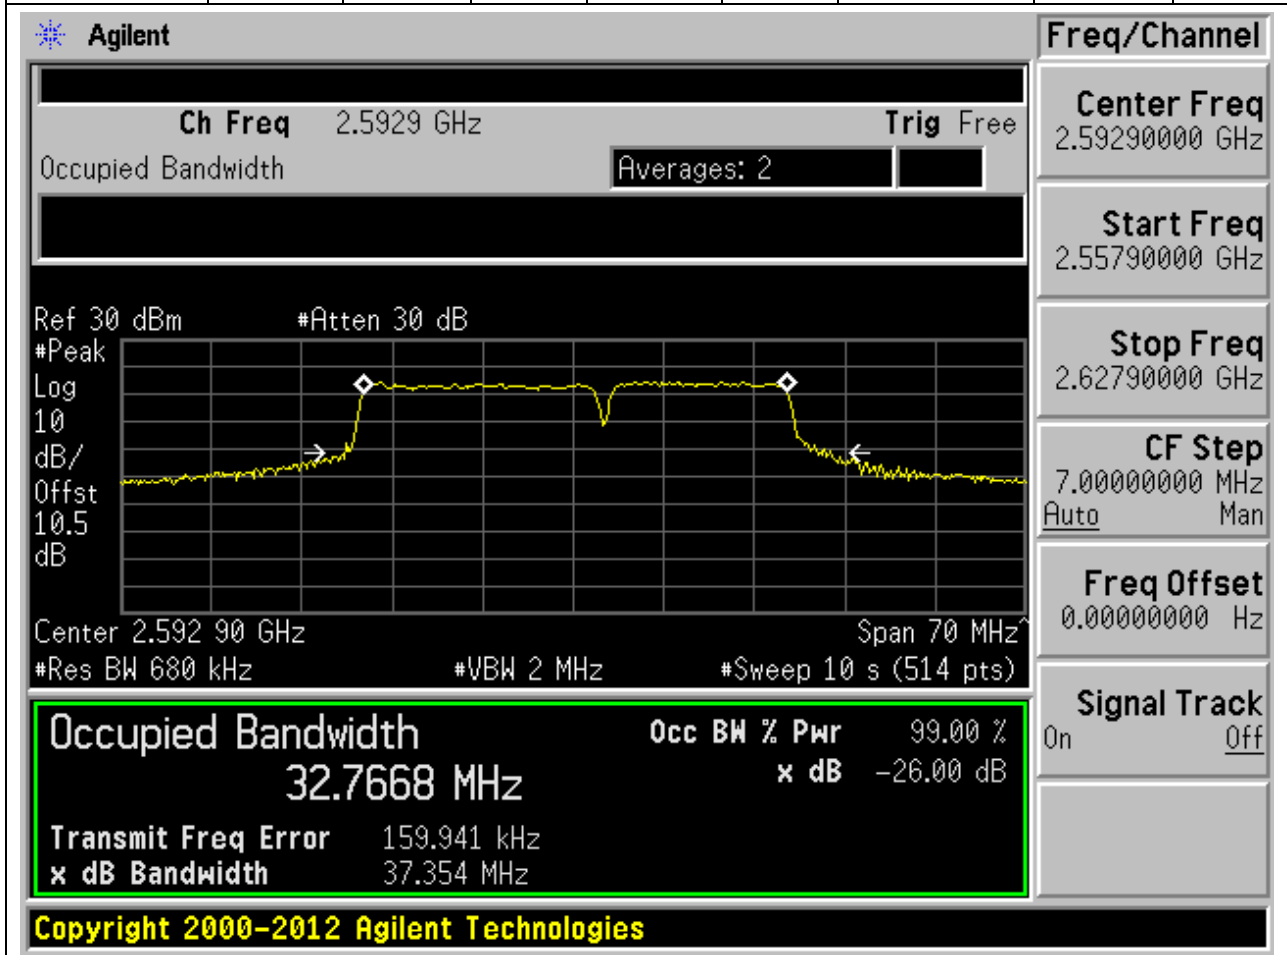 Agilent
Freq/Channel
Ch Freq 2.5929 GHz Trig Free
Occupied Bandwidth Averages: 2
Center Freq
2.59290000 GHz
Start Freq
2.55790000 GHz
Ref 30 dBm #Atten 30 dB
#Peak
Log
10
dB/
Offst
10.5
dB
Stop Freq
2.62790000 GHz
CF Step
7.00000000 MHz
Auto Man
Freq Offset
0.00000000 Hz
Center 2.592 90 GHz Span 70 MHz^
#Res BW 680 kHz #VBW 2 MHz #Sweep 10 s (514 pts)
Signal Track
On Off
Occupied Bandwidth Occ BW % Pwr 99.00 %
32.7668 MHz x dB -26.00 dB
Transmit Freq Error 159.941 kHz
x dB Bandwidth 37.354 MHz
Copyright 2000-2012 Agilent Technologies